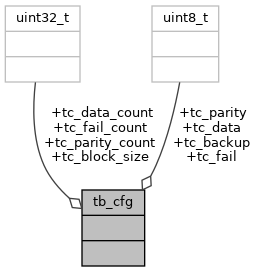 uint32_t
uint8_t
+tc_data_count
+tc_fail_count
+tc_parity_count
+tc_block_size
+tc_parity
+tc_data
+tc_backup
+tc_fail
tb_cfg